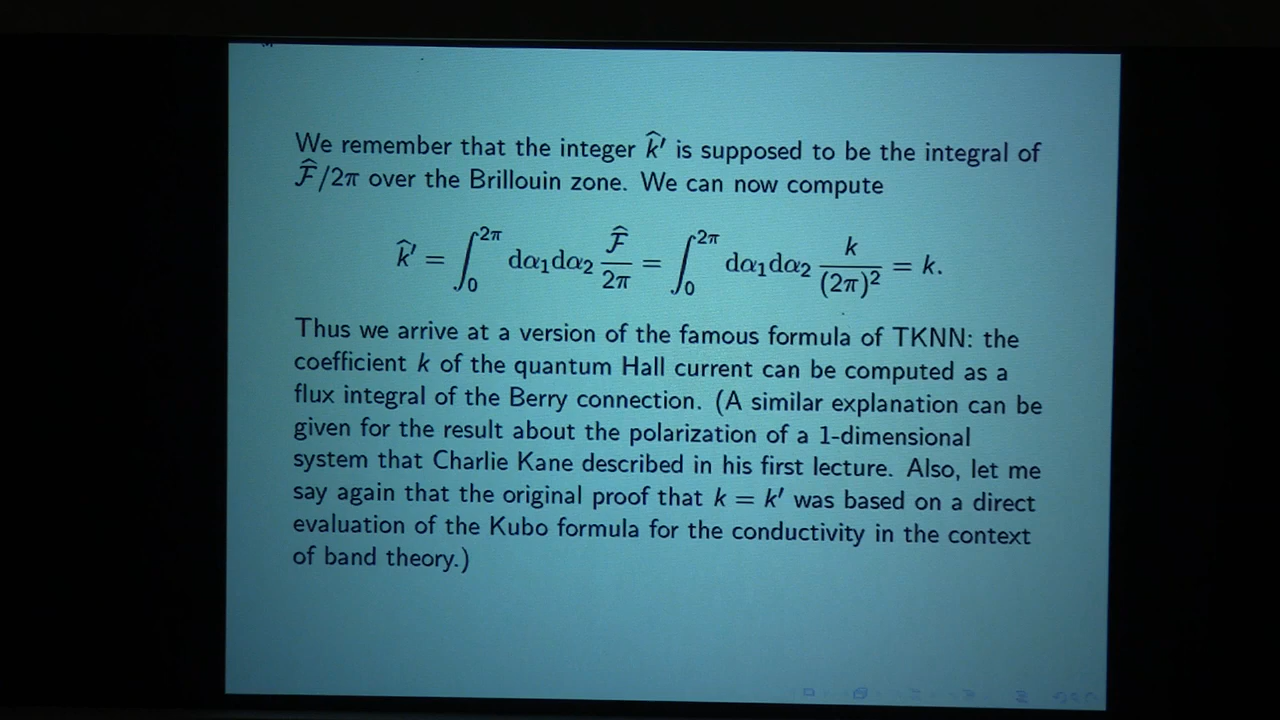 We remember that the integer k̂′ is supposed to be the integral of
F̂/2π over the Brillouin zone. We can now compute
k̂′ = ∫₀^{2π} dα₁dα₂ F̂/2π = ∫₀^{2π} dα₁dα₂ k/(2π)² = k.
Thus we arrive at a version of the famous formula of TKNN: the
coefficient k of the quantum Hall current can be computed as a
flux integral of the Berry connection. (A similar explanation can be
given for the result about the polarization of a 1-dimensional
system that Charlie Kane described in his first lecture. Also, let me
say again that the original proof that k = k′ was based on a direct
evaluation of the Kubo formula for the conductivity in the context
of band theory.)